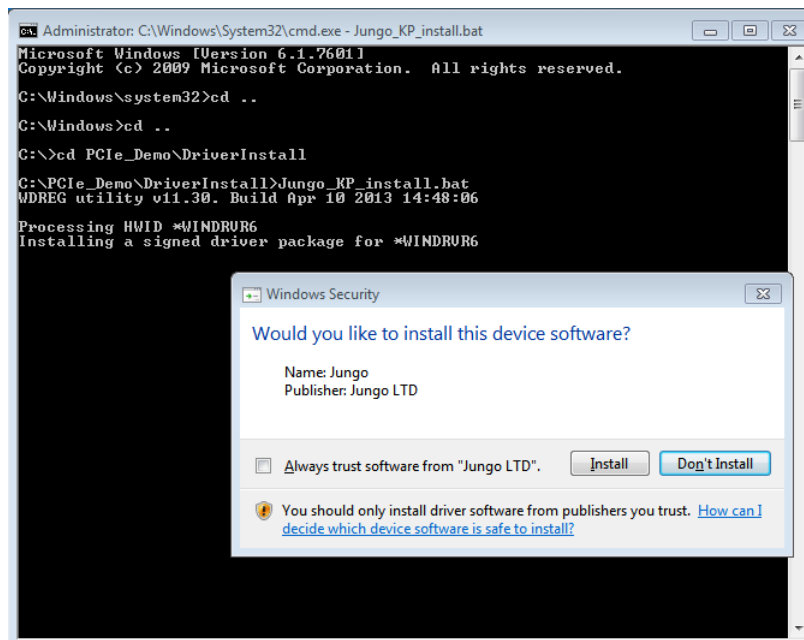 Administrator: C:\Windows\System32\cmd.exe - Jungo_KP_install.bat
Microsoft Windows [Version 6.1.7601]
Copyright (c) 2009 Microsoft Corporation.  All rights reserved.
C:\Windows\system32>cd ..
C:\Windows>cd ..
C:\>cd PCIe_Demo\DriverInstall
C:\PCIe_Demo\DriverInstall>Jungo_KP_install.bat
WDREG utility v11.30. Build Apr 10 2013 14:48:06
Processing HWID *WINDRVR6
Installing a signed driver package for *WINDRVR6
Windows Security
Would you like to install this device software?
Name: Jungo
Publisher: Jungo LTD
Always trust software from "Jungo LTD".
Install
Don't Install
You should only install driver software from publishers you trust. How can I
decide which device software is safe to install?